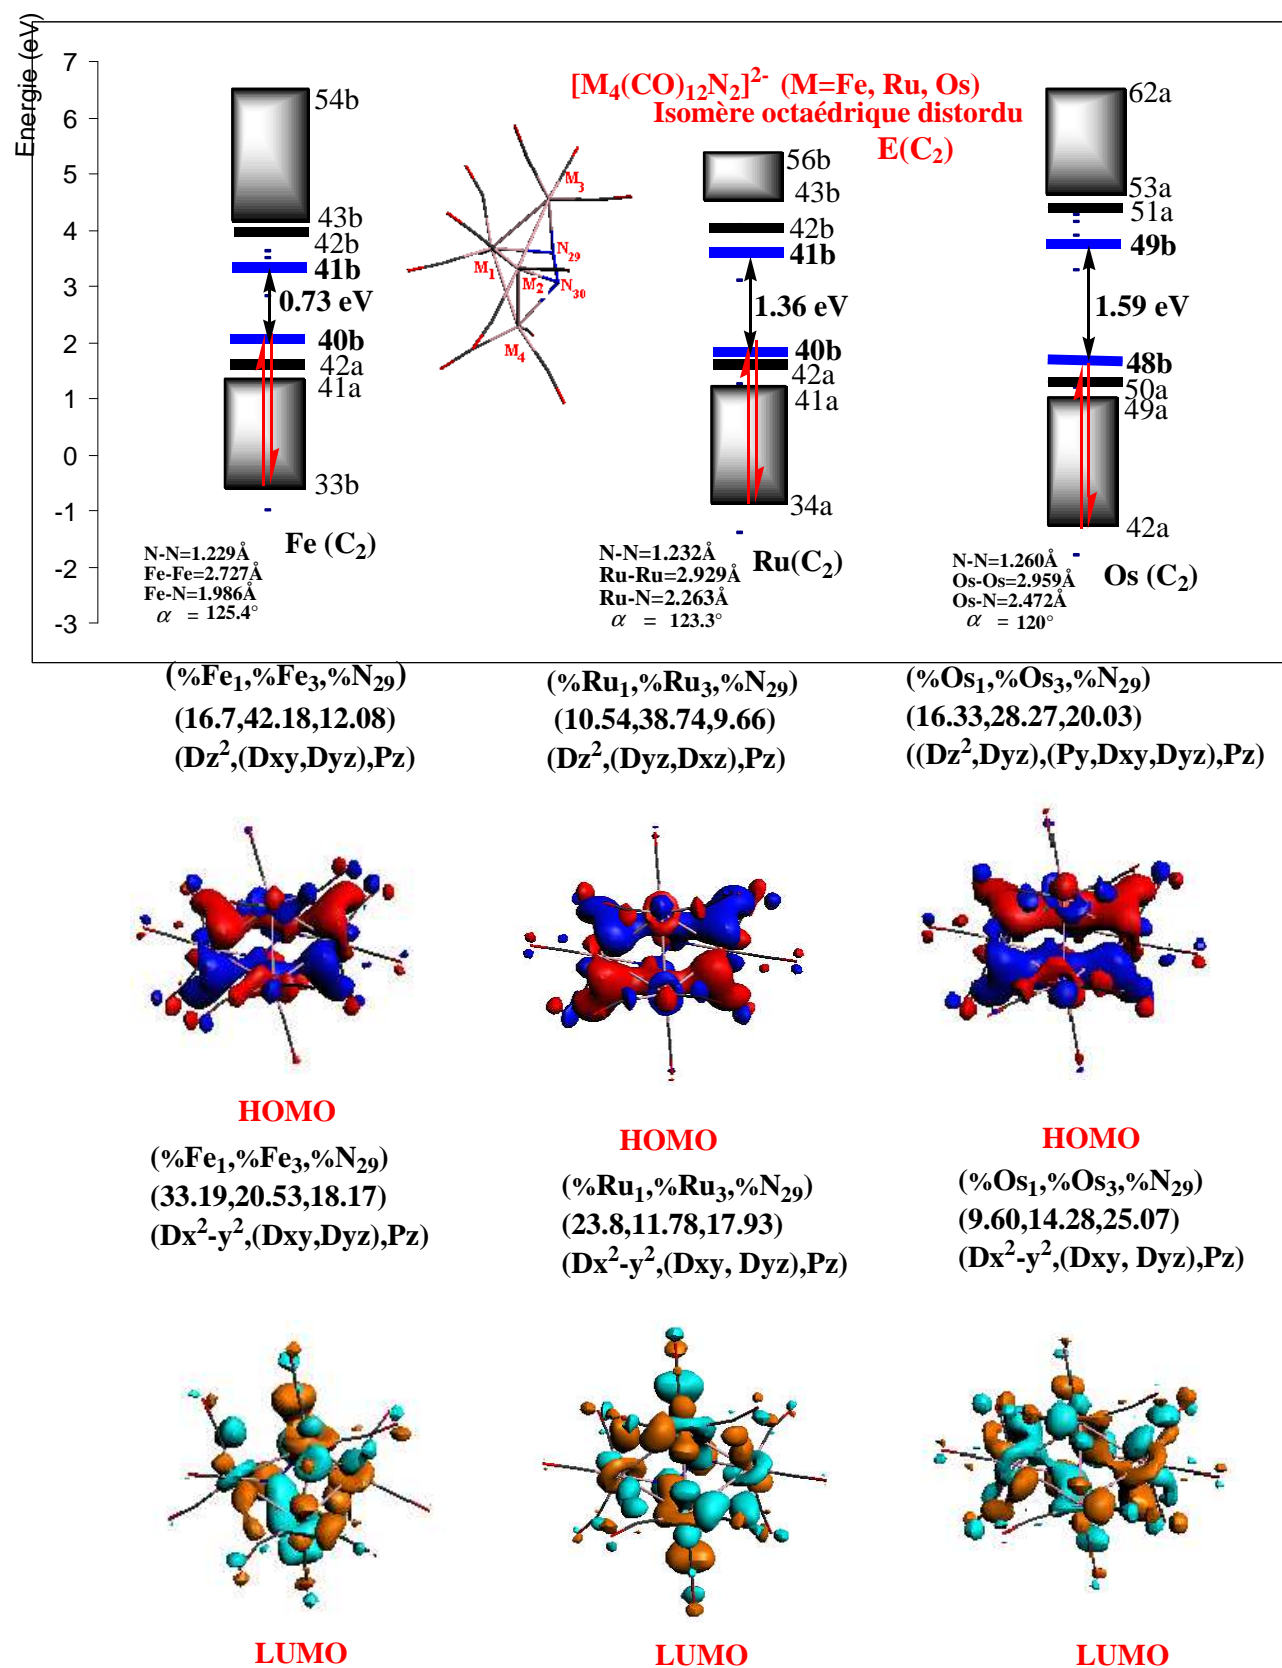 Energie (eV)
7
6
5
4
3
2
1
0
-1
-2
-3
[M₄(CO)₁₂N₂]²⁻ (M=Fe, Ru, Os)
Isomère octaédrique distordu
E(C₂)
54b
43b
42b
41b
0.73 eV
40b
42a
41a
33b
Fe (C₂)
N-N=1.229Å
Fe-Fe=2.727Å
Fe-N=1.986Å
α = 125.4°
M₃
N₂₉
M₁
M₂
N₃₀
M₄
56b
43b
42b
41b
1.36 eV
40b
42a
41a
34a
Ru(C₂)
N-N=1.232Å
Ru-Ru=2.929Å
Ru-N=2.263Å
α = 123.3°
62a
53a
51a
49b
1.59 eV
48b
50a
49a
42a
Os (C₂)
N-N=1.260Å
Os-Os=2.959Å
Os-N=2.472Å
α = 120°
(%Fe₁,%Fe₃,%N₂₉)
(16.7,42.18,12.08)
(Dz²,(Dxy,Dyz),Pz)
(%Ru₁,%Ru₃,%N₂₉)
(10.54,38.74,9.66)
(Dz²,(Dyz,Dxz),Pz)
(%Os₁,%Os₃,%N₂₉)
(16.33,28.27,20.03)
((Dz²,Dyz),(Py,Dxy,Dyz),Pz)
HOMO
HOMO
HOMO
(%Fe₁,%Fe₃,%N₂₉)
(33.19,20.53,18.17)
(Dx²-y²,(Dxy,Dyz),Pz)
(%Ru₁,%Ru₃,%N₂₉)
(23.8,11.78,17.93)
(Dx²-y²,(Dxy, Dyz),Pz)
(%Os₁,%Os₃,%N₂₉)
(9.60,14.28,25.07)
(Dx²-y²,(Dxy, Dyz),Pz)
LUMO
LUMO
LUMO